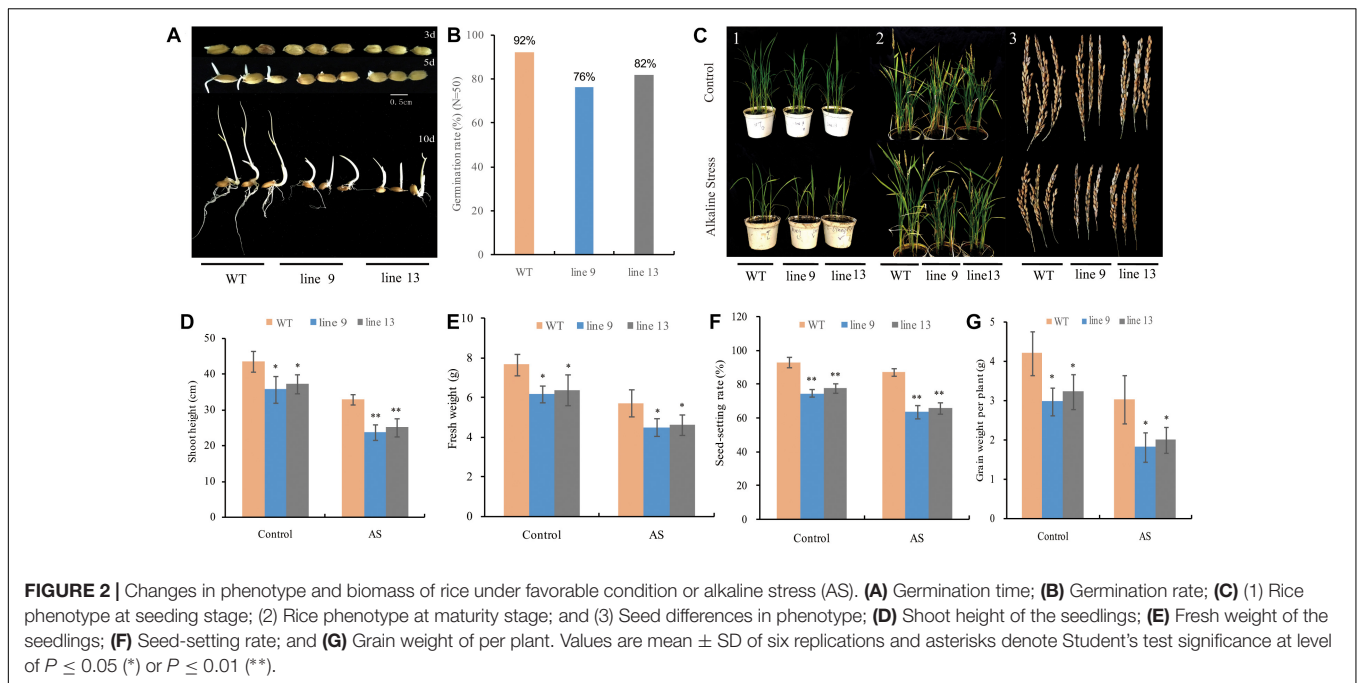 A
3d
5d
0.5cm
10d
WT line 9 line 13
B
Germination rate (%) (N=50)
100
80
60
40
20
0
92%
76%
82%
WT line 9 line 13
C
1 2 3
Control
Alkaline Stress
WT line 9 line 13 WT line 9 line13 WT line 9 line 13
D
WT line 9 line 13
Shoot height (cm)
50
40
30
20
10
0
* *
** **
Control AS
E
WT line 9 line 13
Fresh weight (g)
10
8
6
4
2
0
* *
* *
Control AS
F
WT line 9 line 13
Seed-setting rate (%)
120
100
80
60
40
20
0
** **
** **
Control AS
G
WT line 9 line 13
Grain weight per plant (g)
5
4
3
2
1
0
* *
* *
Control AS
FIGURE 2 | Changes in phenotype and biomass of rice under favorable condition or alkaline stress (AS). (A) Germination time; (B) Germination rate; (C) (1) Rice
phenotype at seeding stage; (2) Rice phenotype at maturity stage; and (3) Seed differences in phenotype; (D) Shoot height of the seedlings; (E) Fresh weight of the
seedlings; (F) Seed-setting rate; and (G) Grain weight of per plant. Values are mean ± SD of six replications and asterisks denote Student's test significance at level
of P ≤ 0.05 (*) or P ≤ 0.01 (**).